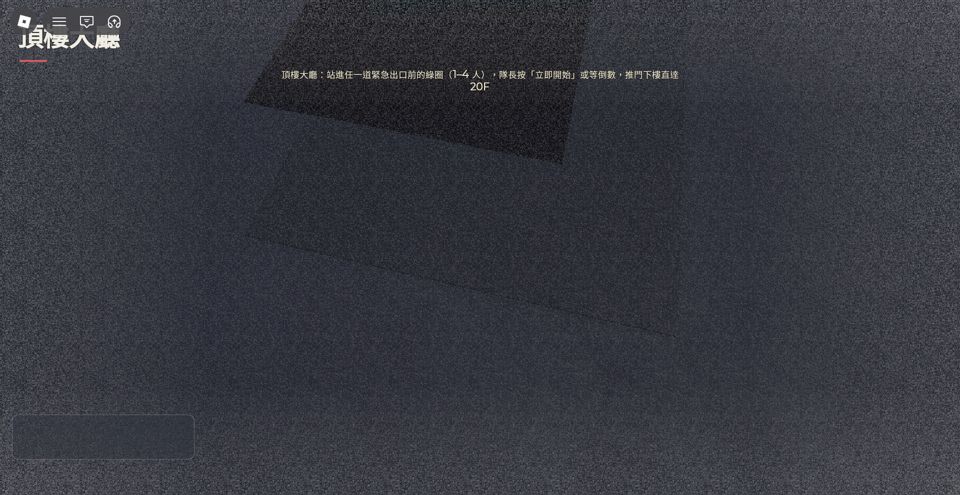 頂樓大廳
頂樓大廳：站進任一道緊急出口前的綠圈（1–4 人），隊長按「立即開始」或等倒數，推門下樓直達
20F